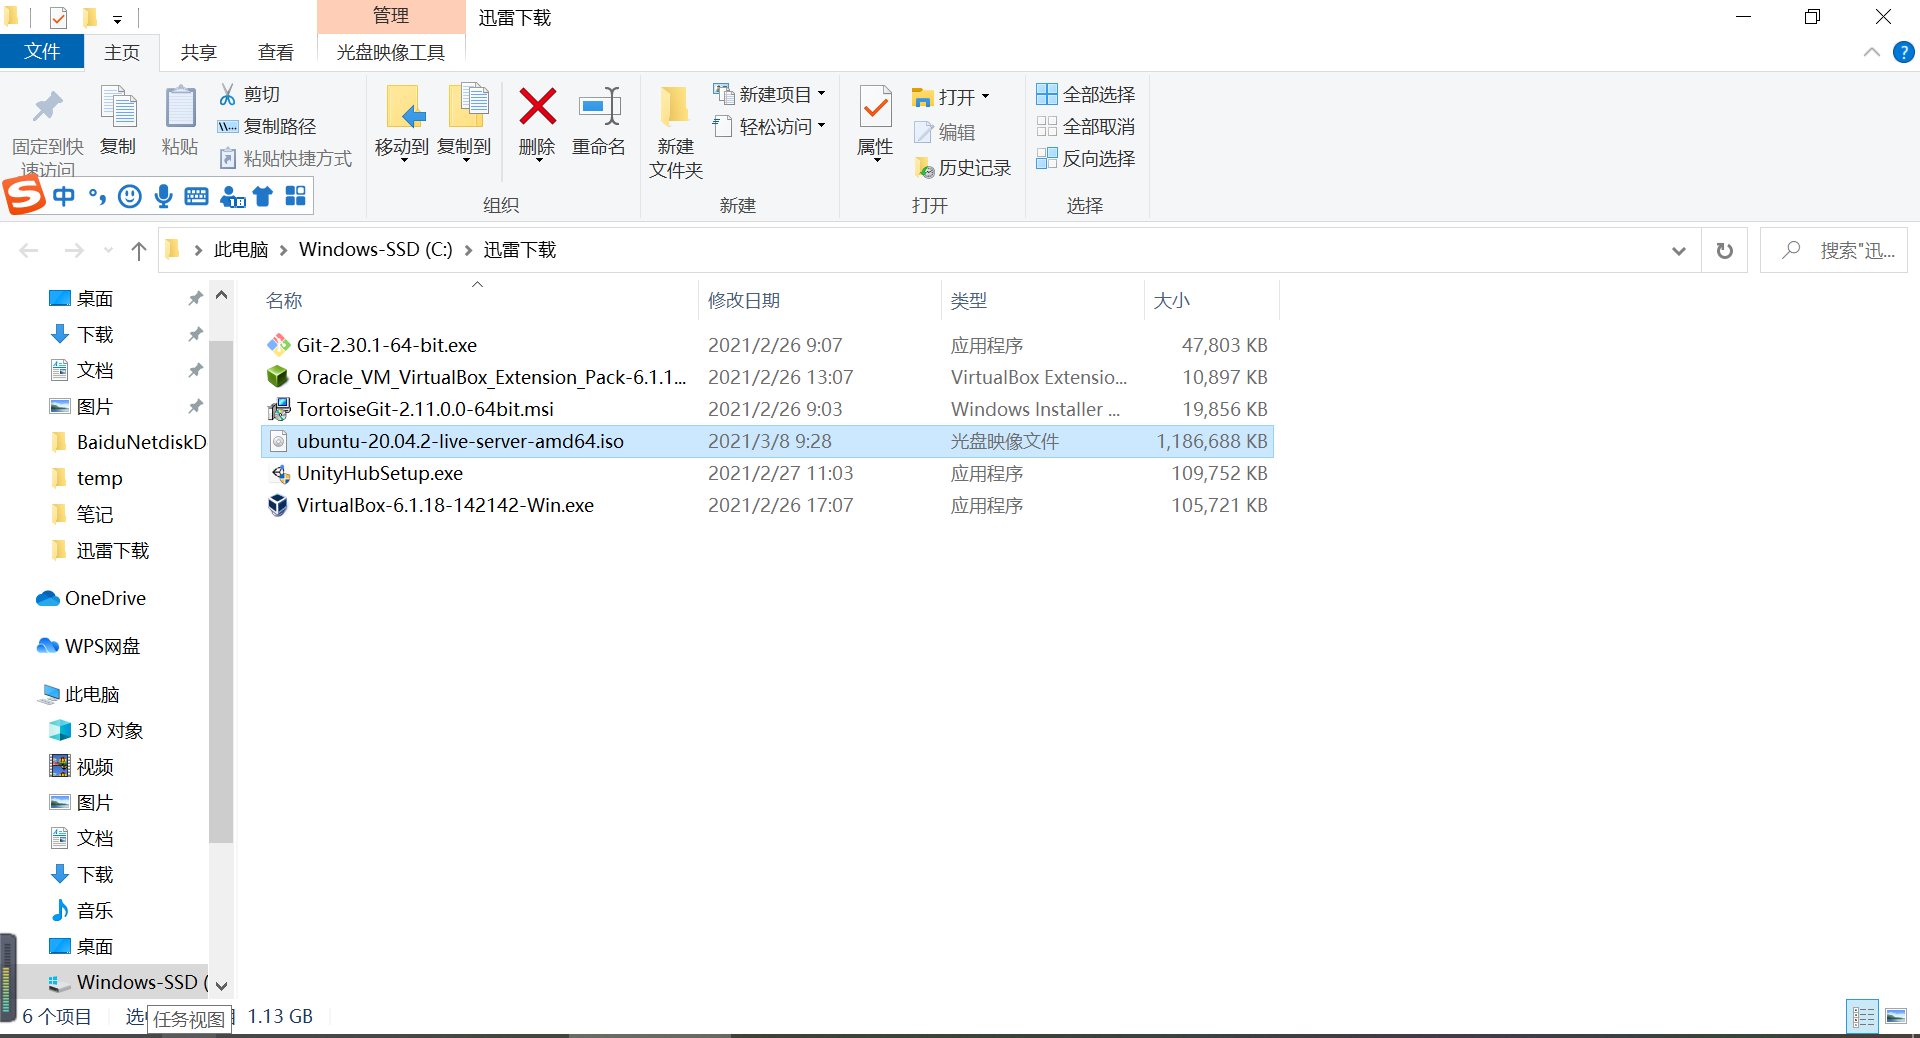 管理
迅雷下载
文件
主页
共享
查看
光盘映像工具
固定到快
速访问
复制
粘贴
剪切
复制路径
粘贴快捷方式
移动到
复制到
删除
重命名
组织
新建
文件夹
新建项目
轻松访问
新建
属性
打开
编辑
历史记录
打开
全部选择
全部取消
反向选择
选择
中
此电脑
Windows-SSD (C:)
迅雷下载
搜索"迅...
桌面
下载
文档
图片
BaiduNetdiskD
temp
笔记
迅雷下载
OneDrive
WPS网盘
此电脑
3D 对象
视频
图片
文档
下载
音乐
桌面
Windows-SSD (
名称 修改日期 类型 大小
Git-2.30.1-64-bit.exe 2021/2/26 9:07 应用程序 47,803 KB
Oracle_VM_VirtualBox_Extension_Pack-6.1.1... 2021/2/26 13:07 VirtualBox Extensio... 10,897 KB
TortoiseGit-2.11.0.0-64bit.msi 2021/2/26 9:03 Windows Installer ... 19,856 KB
ubuntu-20.04.2-live-server-amd64.iso 2021/3/8 9:28 光盘映像文件 1,186,688 KB
UnityHubSetup.exe 2021/2/27 11:03 应用程序 109,752 KB
VirtualBox-6.1.18-142142-Win.exe 2021/2/26 17:07 应用程序 105,721 KB
6 个项目
选
任务视图
1.13 GB